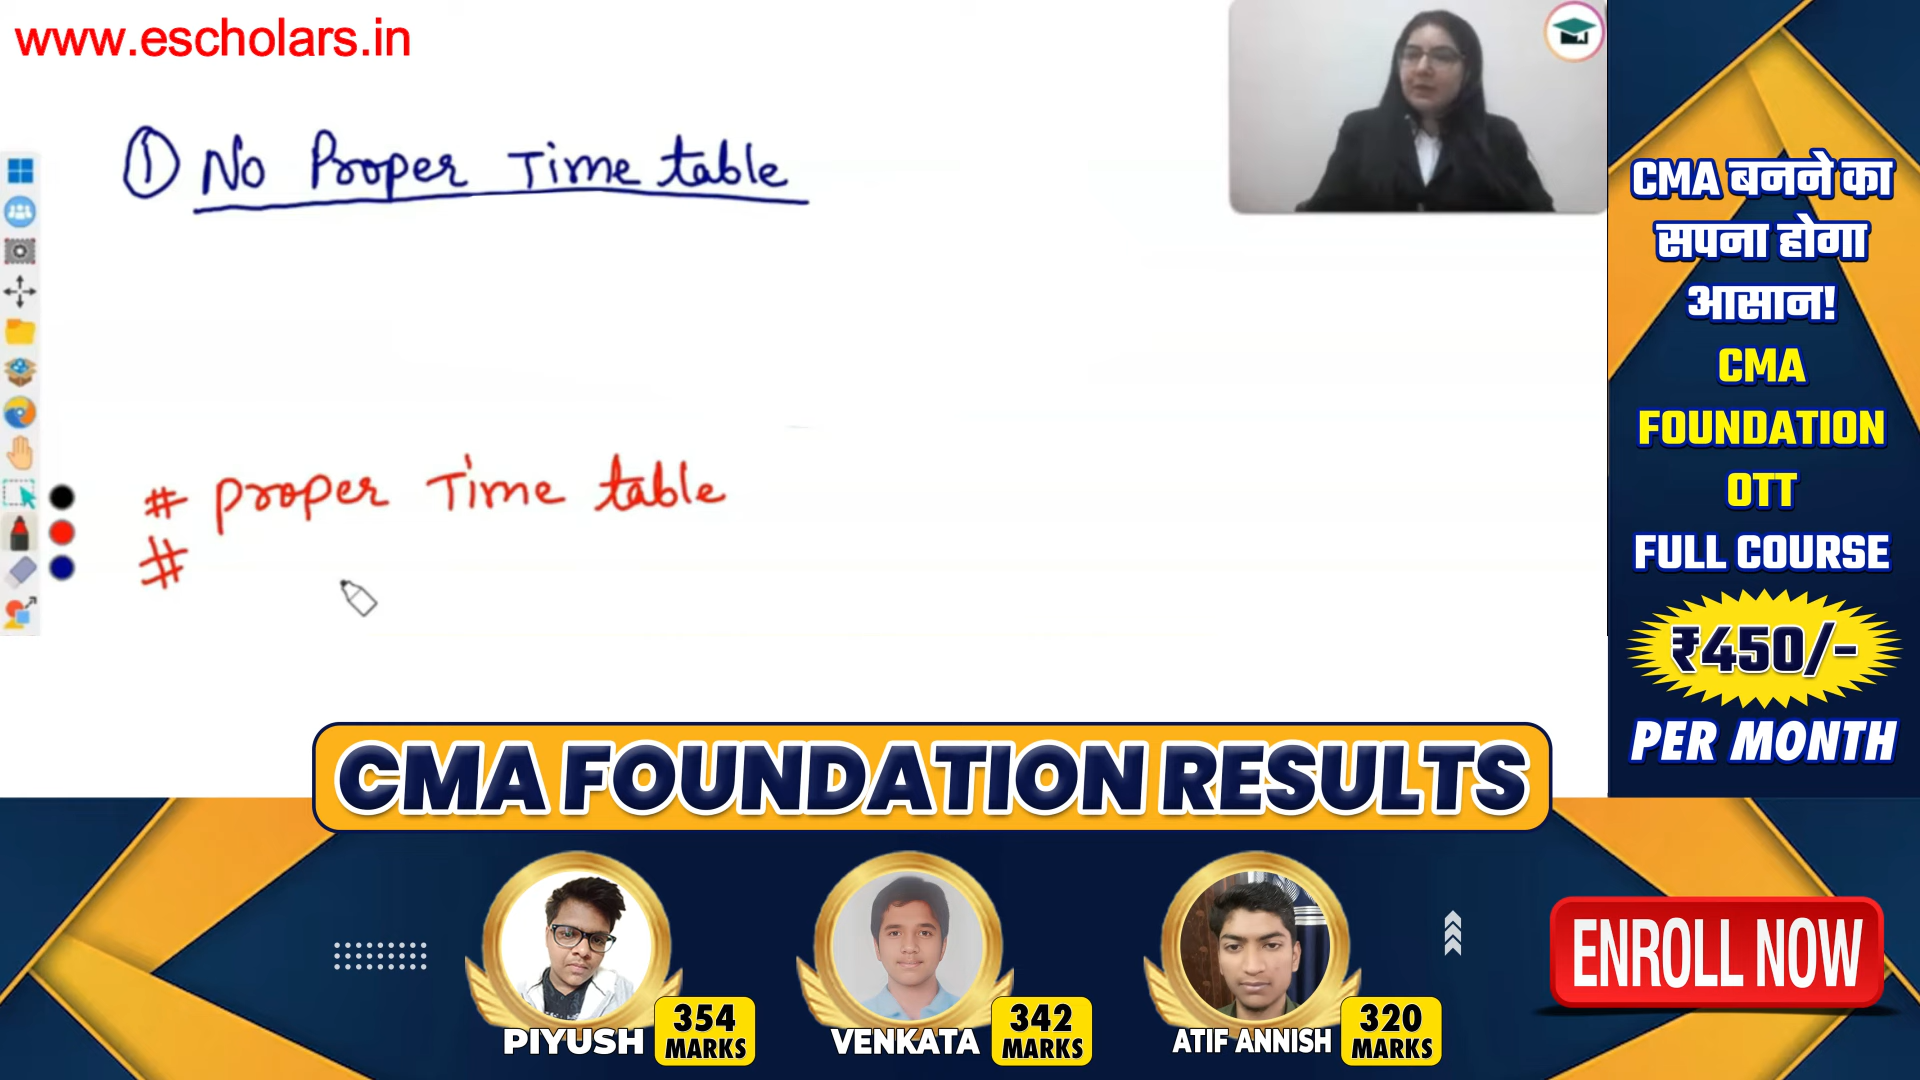 www.escholars.in
① No Proper Time table
# Proper Time table
#
CMA बनने का
सपना होगा
आसान!
CMA
FOUNDATION
OTT
FULL COURSE
₹450/-
PER MONTH
CMA FOUNDATION RESULTS
PIYUSH
354
MARKS
VENKATA
342
MARKS
ATIF ANNISH
320
MARKS
ENROLL NOW